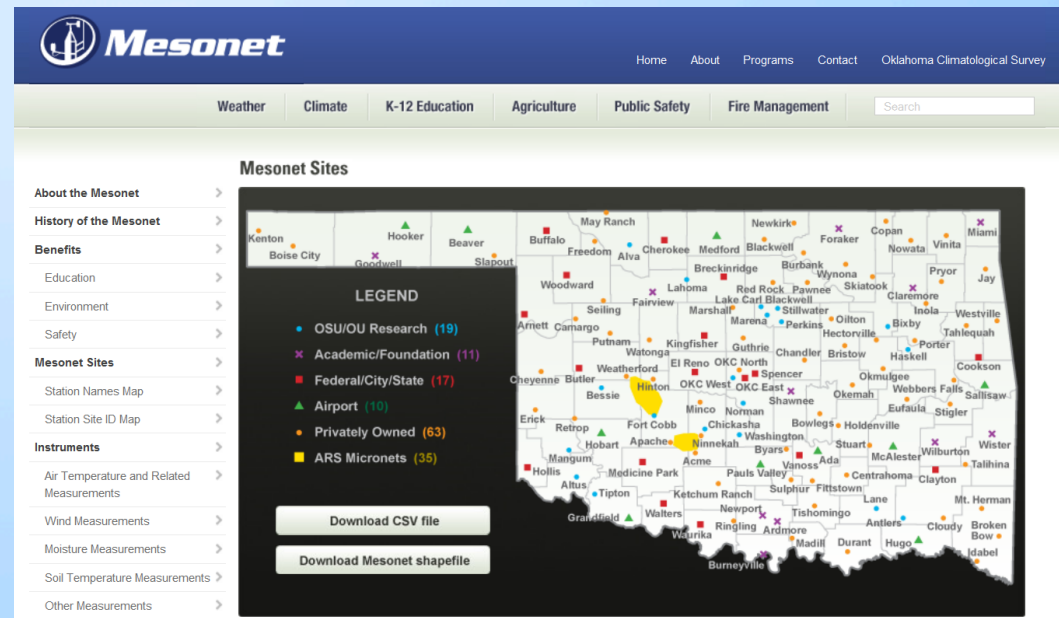 Mesonet
Home About Programs Contact Oklahoma Climatological Survey
Weather Climate K-12 Education Agriculture Public Safety Fire Management Search
Mesonet Sites
About the Mesonet
History of the Mesonet
Benefits
Education
Environment
Safety
Mesonet Sites
Station Names Map
Station Site ID Map
Instruments
Air Temperature and Related
Measurements
Wind Measurements
Moisture Measurements
Soil Temperature Measurements
Other Measurements
LEGEND
OSU/OU Research (19)
Academic/Foundation (11)
Federal/City/State (17)
Airport (10)
Privately Owned (63)
ARS Micronets (35)
Download CSV file
Download Mesonet shapefile
Kenton
Boise City
Goodwell
Hooker
Beaver
Slapout
May Ranch
Buffalo
Freedom
Alva
Cherokee
Medford
Newkirk
Blackwell
Foraker
Copan
Nowata
Vinita
Miami
Woodward
Lahoma
Breckinridge
Burbank
Wynona
Pryor
Jay
Fairview
Red Rock
Pawnee
Skiatook
Claremore
Seiling
Lake Carl Blackwell
Marshall
Stillwater
Inola
Westville
Arnett
Camargo
Marena
Perkins
Oilton
Bixby
Tahlequah
Putnam
Watonga
Kingfisher
Guthrie
Chandler
Bristow
Hectorville
Haskell
Porter
Cookson
Cheyenne
Butler
Weatherford
Hinton
El Reno
OKC North
Spencer
OKC West
OKC East
Okmulgee
Webbers Falls
Sallisaw
Bessie
Minco
Norman
Shawnee
Okemah
Eufaula
Stigler
Erick
Retrop
Fort Cobb
Chickasha
Bowlegs
Holdenville
Hobart
Apache
Ninnekah
Washington
Byars
Stuart
McAlester
Wilburton
Wister
Mangum
Acme
Ada
Hollis
Medicine Park
Pauls Valley
Vanoss
Centrahoma
Clayton
Talihina
Altus
Tipton
Ketchum Ranch
Sulphur
Fittstown
Lane
Mt. Herman
Grandfield
Walters
Newport
Tishomingo
Antlers
Cloudy
Broken
Bow
Waurika
Ringling
Ardmore
Madill
Durant
Hugo
Idabel
Burneyville